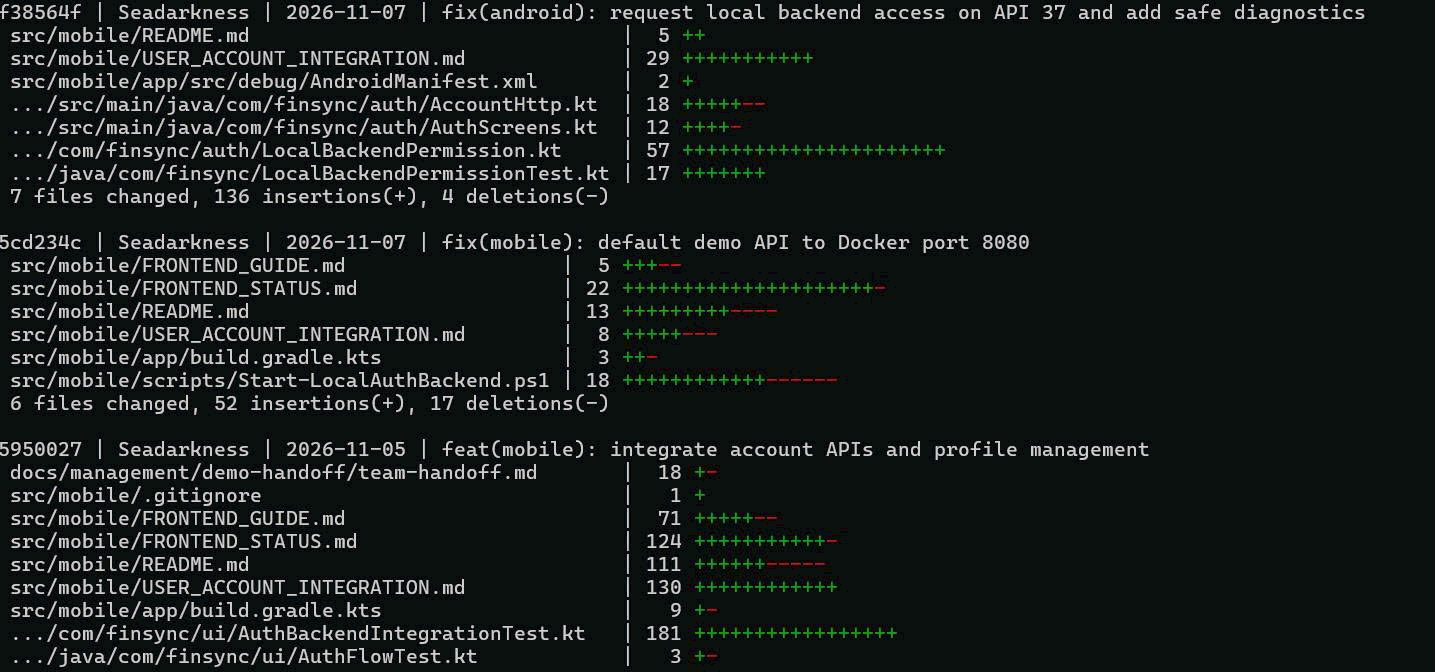 f38564f | Seadarkness | 2026-11-07 | fix(android): request local backend access on API 37 and add safe diagnostics
src/mobile/README.md | 5 ++
src/mobile/USER_ACCOUNT_INTEGRATION.md | 29 +++++++++++
src/mobile/app/src/debug/AndroidManifest.xml | 2 +
.../src/main/java/com/finsync/auth/AccountHttp.kt | 18 +++++--
.../src/main/java/com/finsync/auth/AuthScreens.kt | 12 ++++-
.../com/finsync/auth/LocalBackendPermission.kt | 57 ++++++++++++++++++++++
.../java/com/finsync/LocalBackendPermissionTest.kt | 17 +++++++
7 files changed, 136 insertions(+), 4 deletions(-)
5cd234c | Seadarkness | 2026-11-07 | fix(mobile): default demo API to Docker port 8080
src/mobile/FRONTEND_GUIDE.md | 5 +++--
src/mobile/FRONTEND_STATUS.md | 22 +++++++++++++++++++++-
src/mobile/README.md | 13 +++++++++----
src/mobile/USER_ACCOUNT_INTEGRATION.md | 8 +++++---
src/mobile/app/build.gradle.kts | 3 ++-
src/mobile/scripts/Start-LocalAuthBackend.ps1 | 18 ++++++++++++------
6 files changed, 52 insertions(+), 17 deletions(-)
5950027 | Seadarkness | 2026-11-05 | feat(mobile): integrate account APIs and profile management
docs/management/demo-handoff/team-handoff.md | 18 +-
src/mobile/.gitignore | 1 +
src/mobile/FRONTEND_GUIDE.md | 71 +++++--
src/mobile/FRONTEND_STATUS.md | 124 +++++++++++-
src/mobile/README.md | 111 ++++++-----
src/mobile/USER_ACCOUNT_INTEGRATION.md | 130 ++++++++++++
src/mobile/app/build.gradle.kts | 9 +-
.../com/finsync/ui/AuthBackendIntegrationTest.kt | 181 +++++++++++++++++
.../java/com/finsync/ui/AuthFlowTest.kt | 3 +-